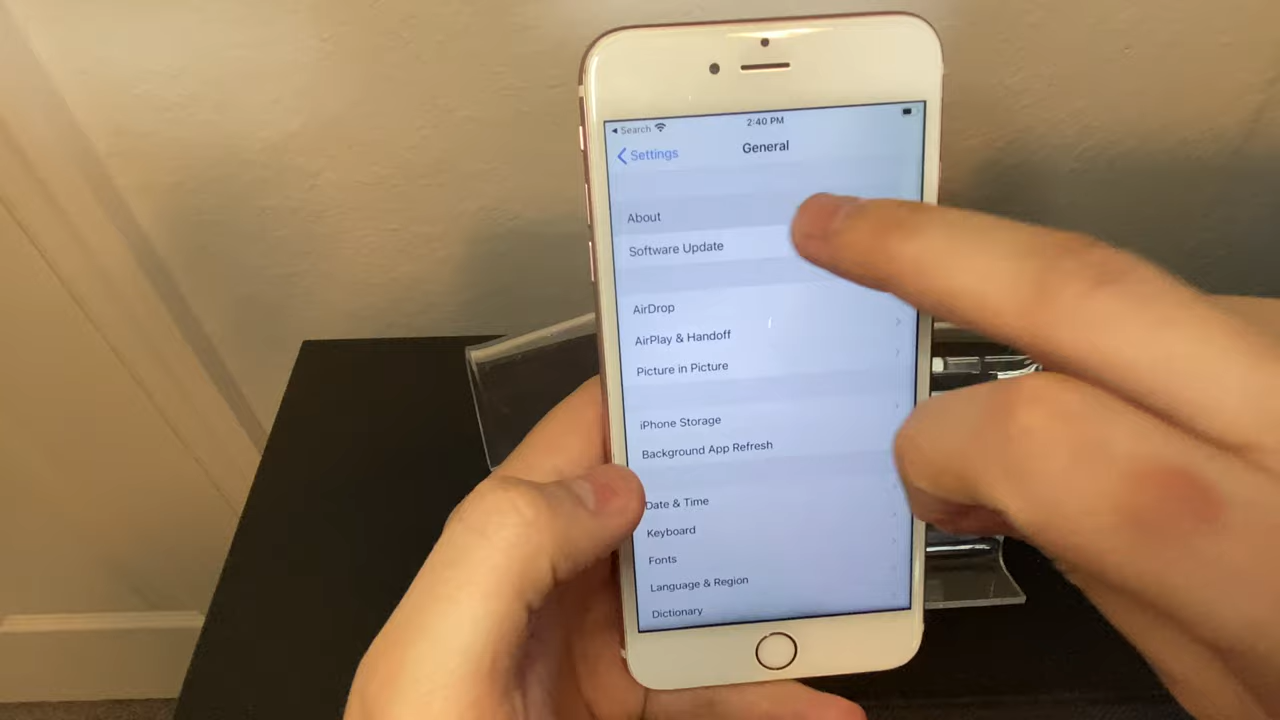 Search
2:40 PM
Settings
General
About
Software Update
AirDrop
AirPlay & Handoff
Picture in Picture
iPhone Storage
Background App Refresh
Date & Time
Keyboard
Fonts
Language & Region
Dictionary